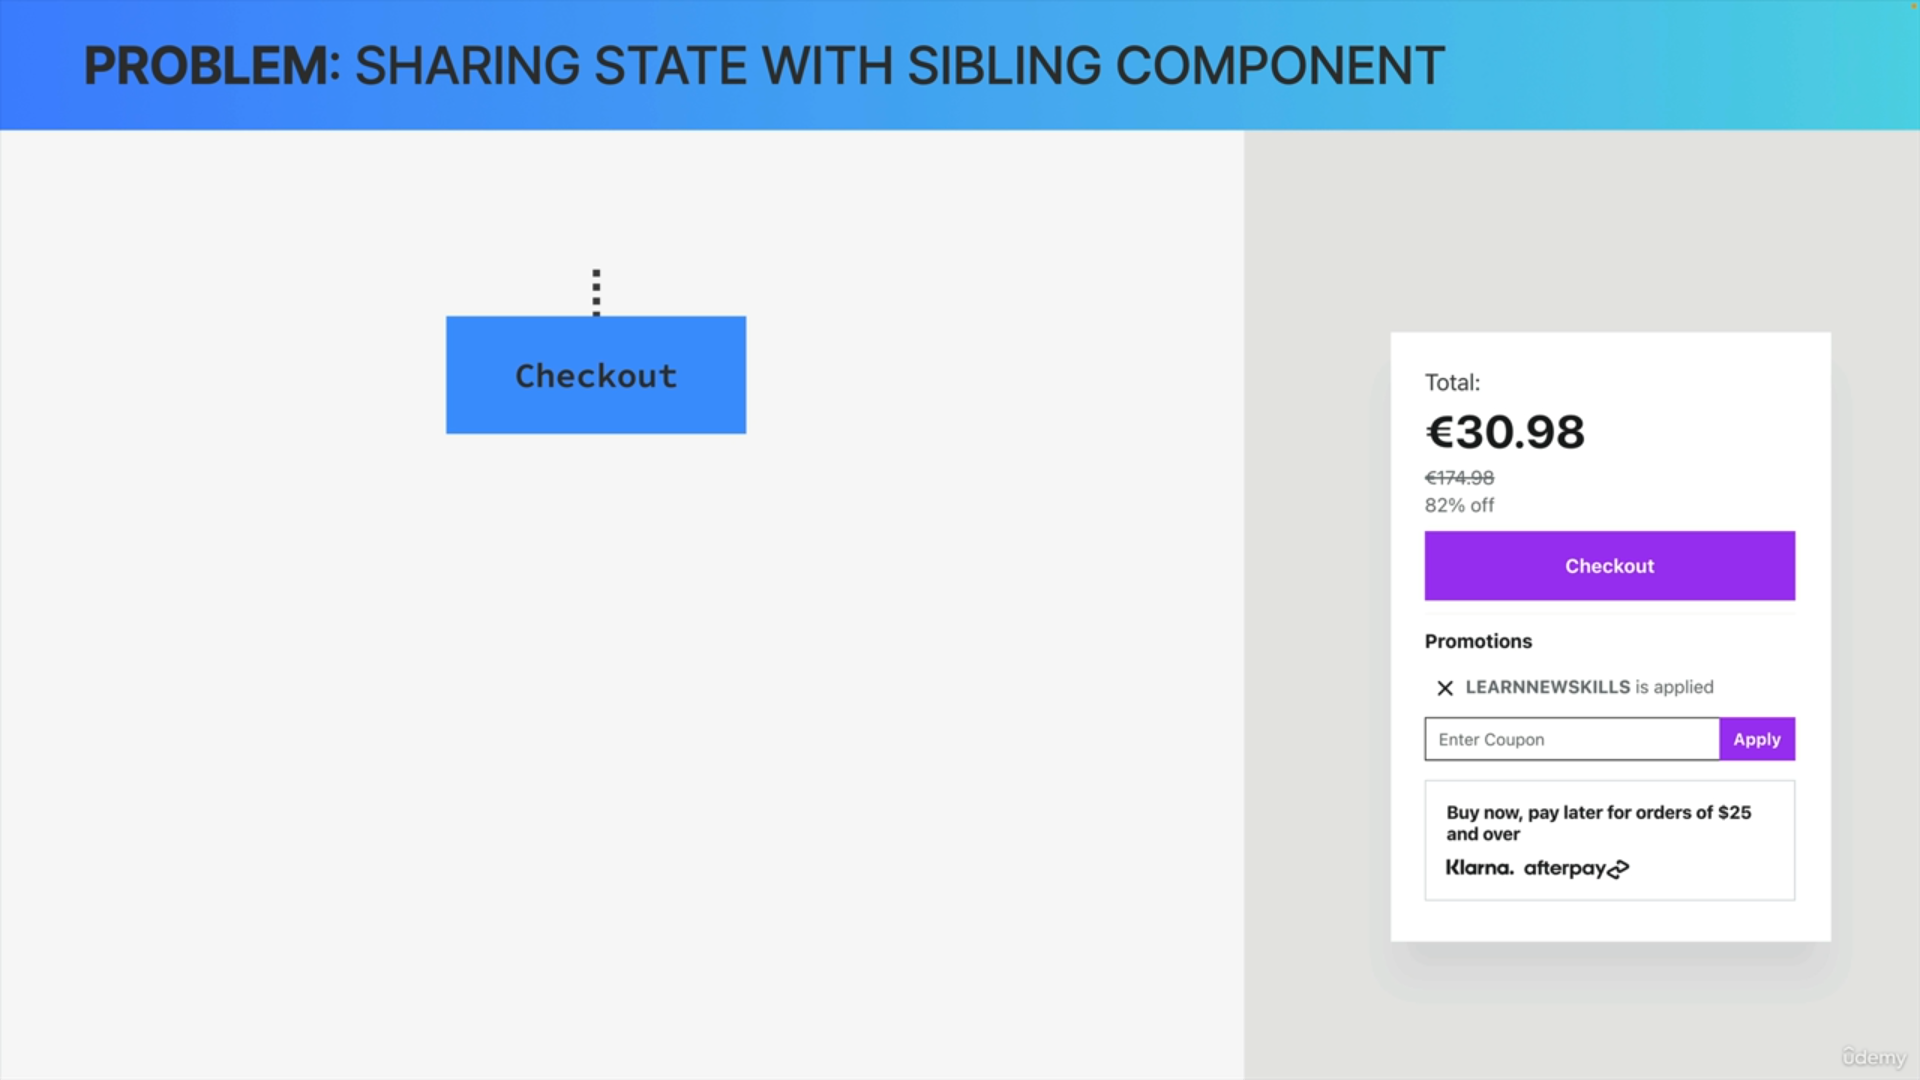 PROBLEM: SHARING STATE WITH SIBLING COMPONENT
Checkout
Total:
€30.98
€174.98
82% off
Checkout
Promotions
LEARNNEWSKILLS is applied
Enter Coupon
Apply
Buy now, pay later for orders of $25
and over
Klarna. afterpay
ûdemy